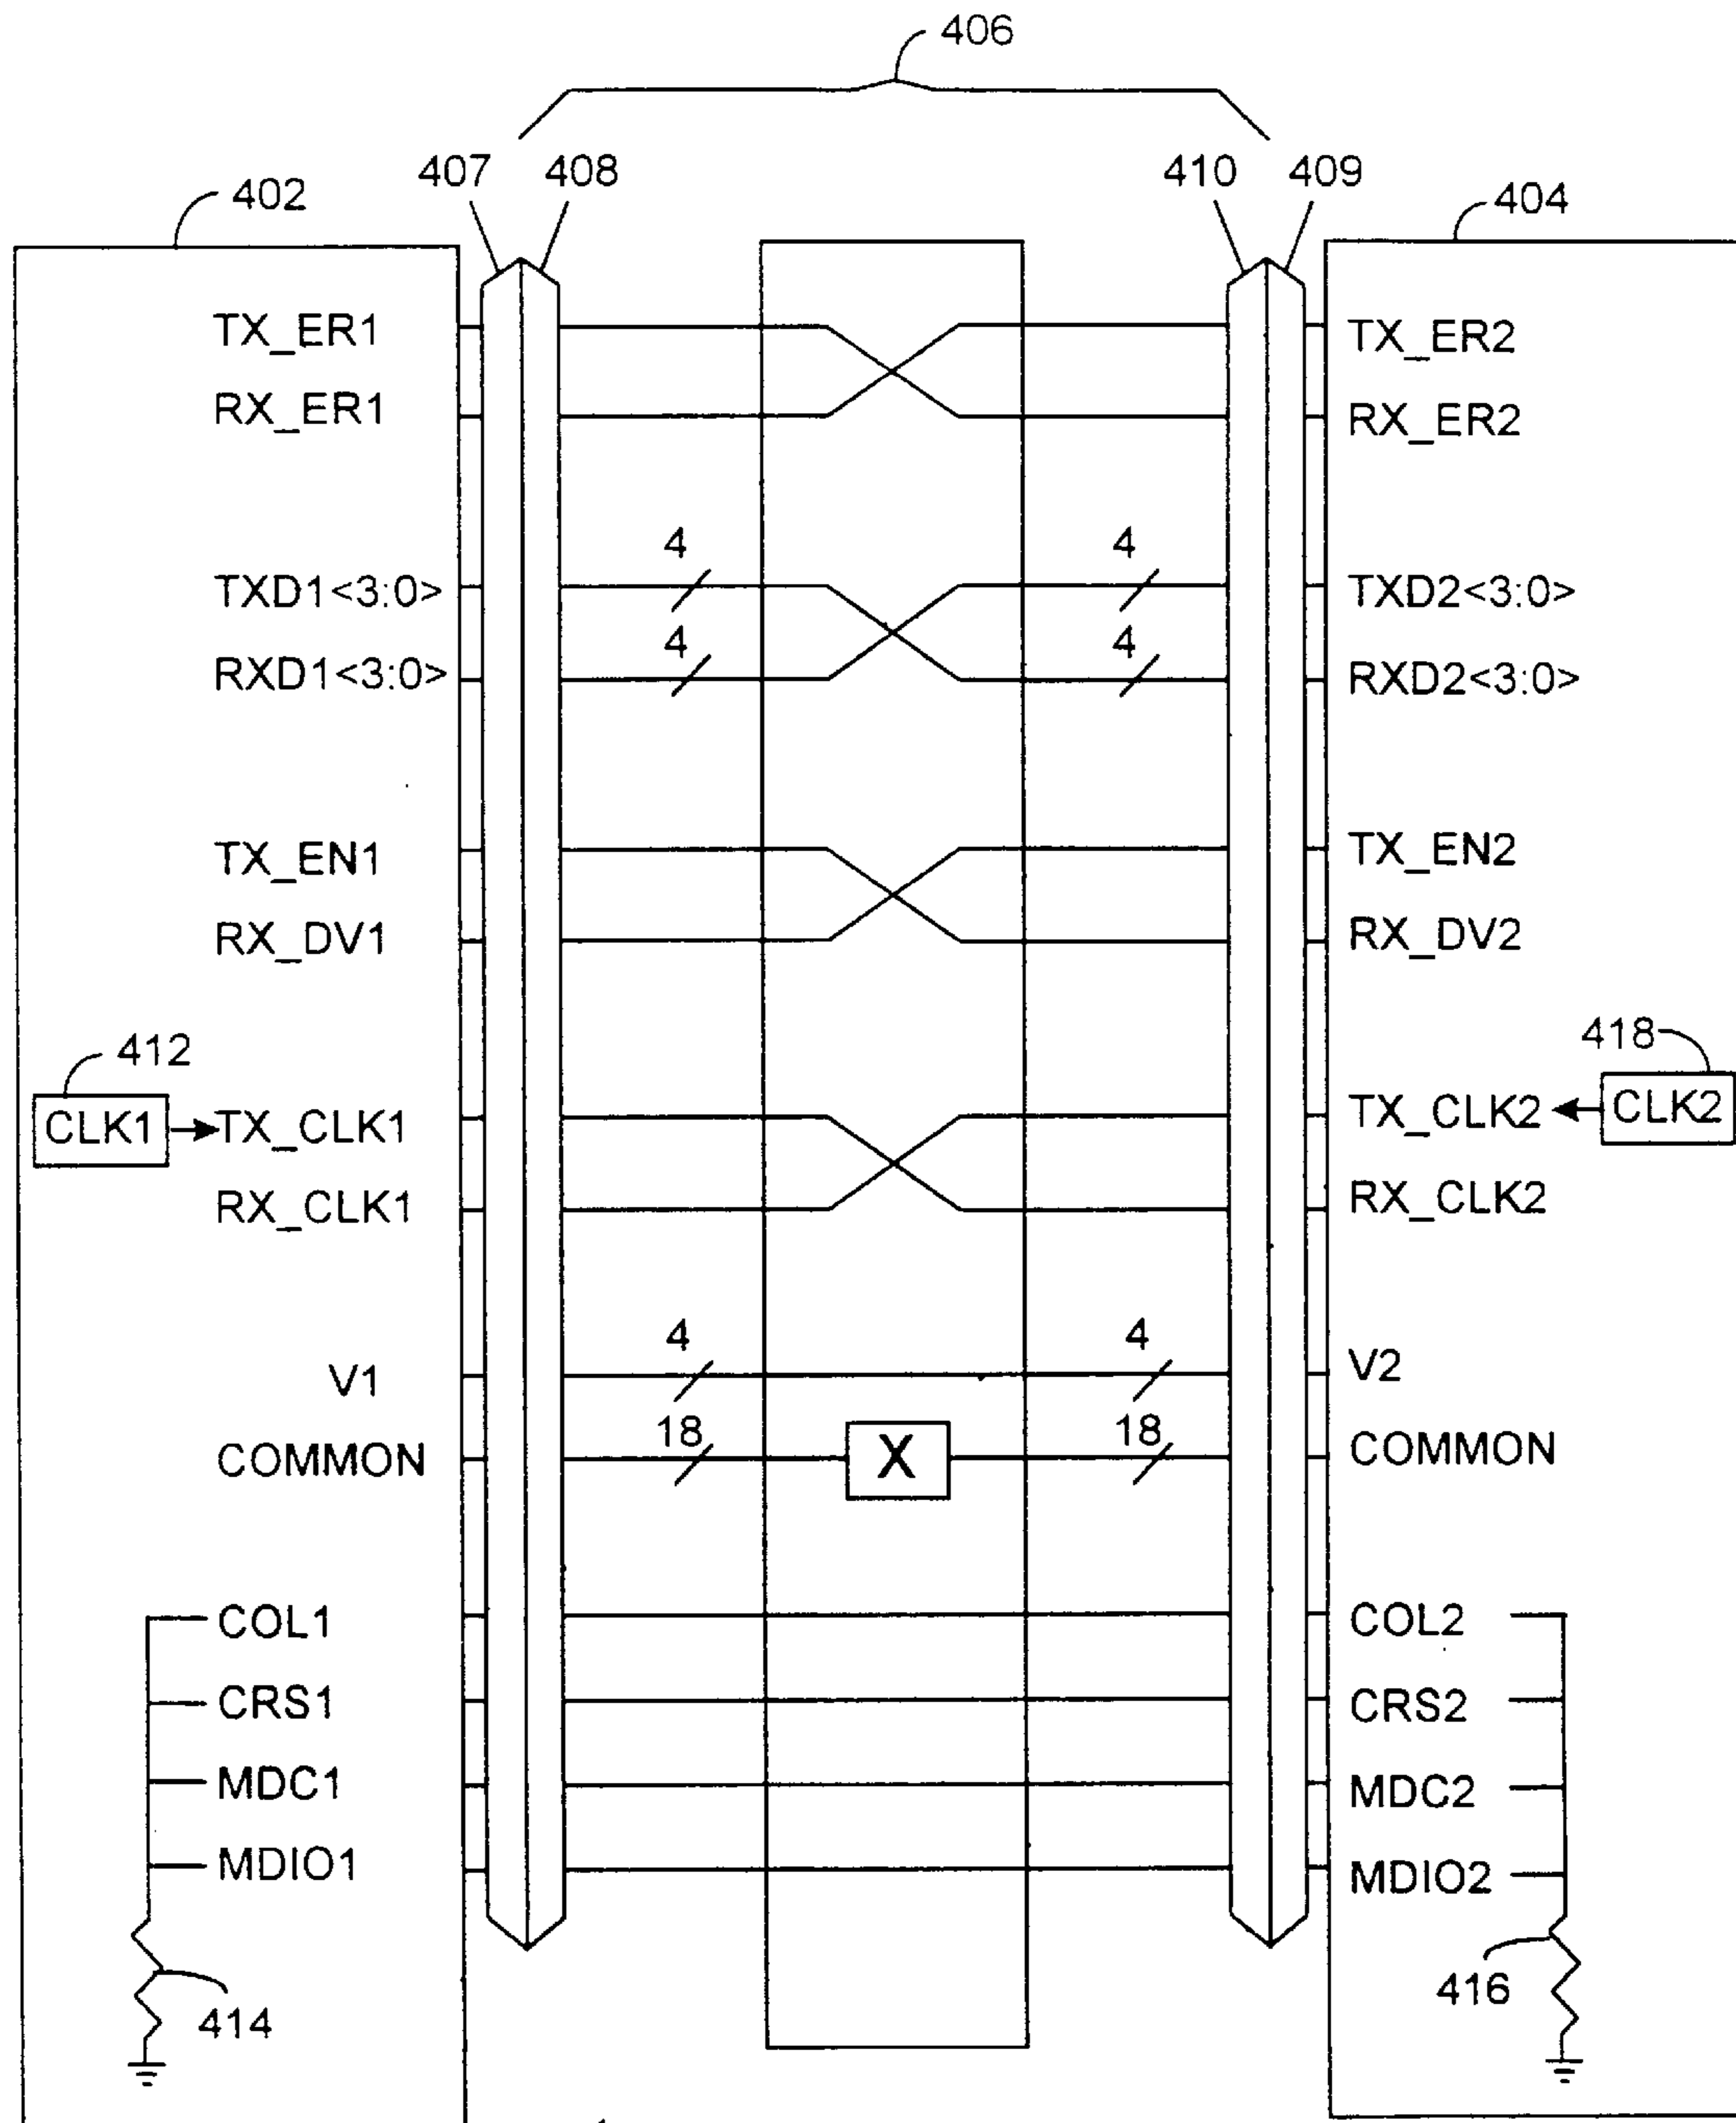 406
407 408 410 409
402 404
TX_ER1 TX_ER2
RX_ER1 RX_ER2
4 4
TXD1<3:0> TXD2<3:0>
4 4
RXD1<3:0> RXD2<3:0>
TX_EN1 TX_EN2
RX_DV1 RX_DV2
412 418
CLK1 TX_CLK1 TX_CLK2 CLK2
RX_CLK1 RX_CLK2
4 4
V1 V2
18 18
COMMON X COMMON
COL1 COL2
CRS1 CRS2
MDC1 MDC2
MDIO1 MDIO2
414 416